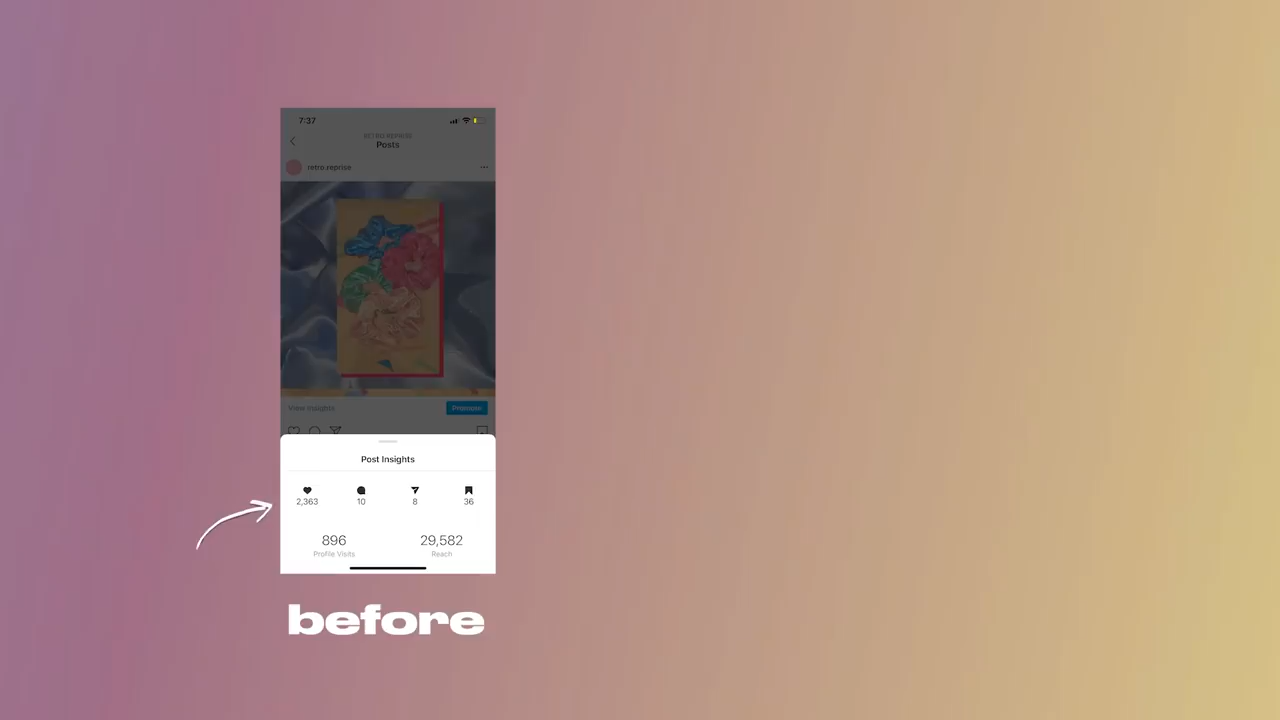 7:37
RETRO.REPRISE
Posts
retro.reprise
View Insights
Promote
Post Insights
2,363 10 8 36
896 29,582
Profile Visits Reach
before